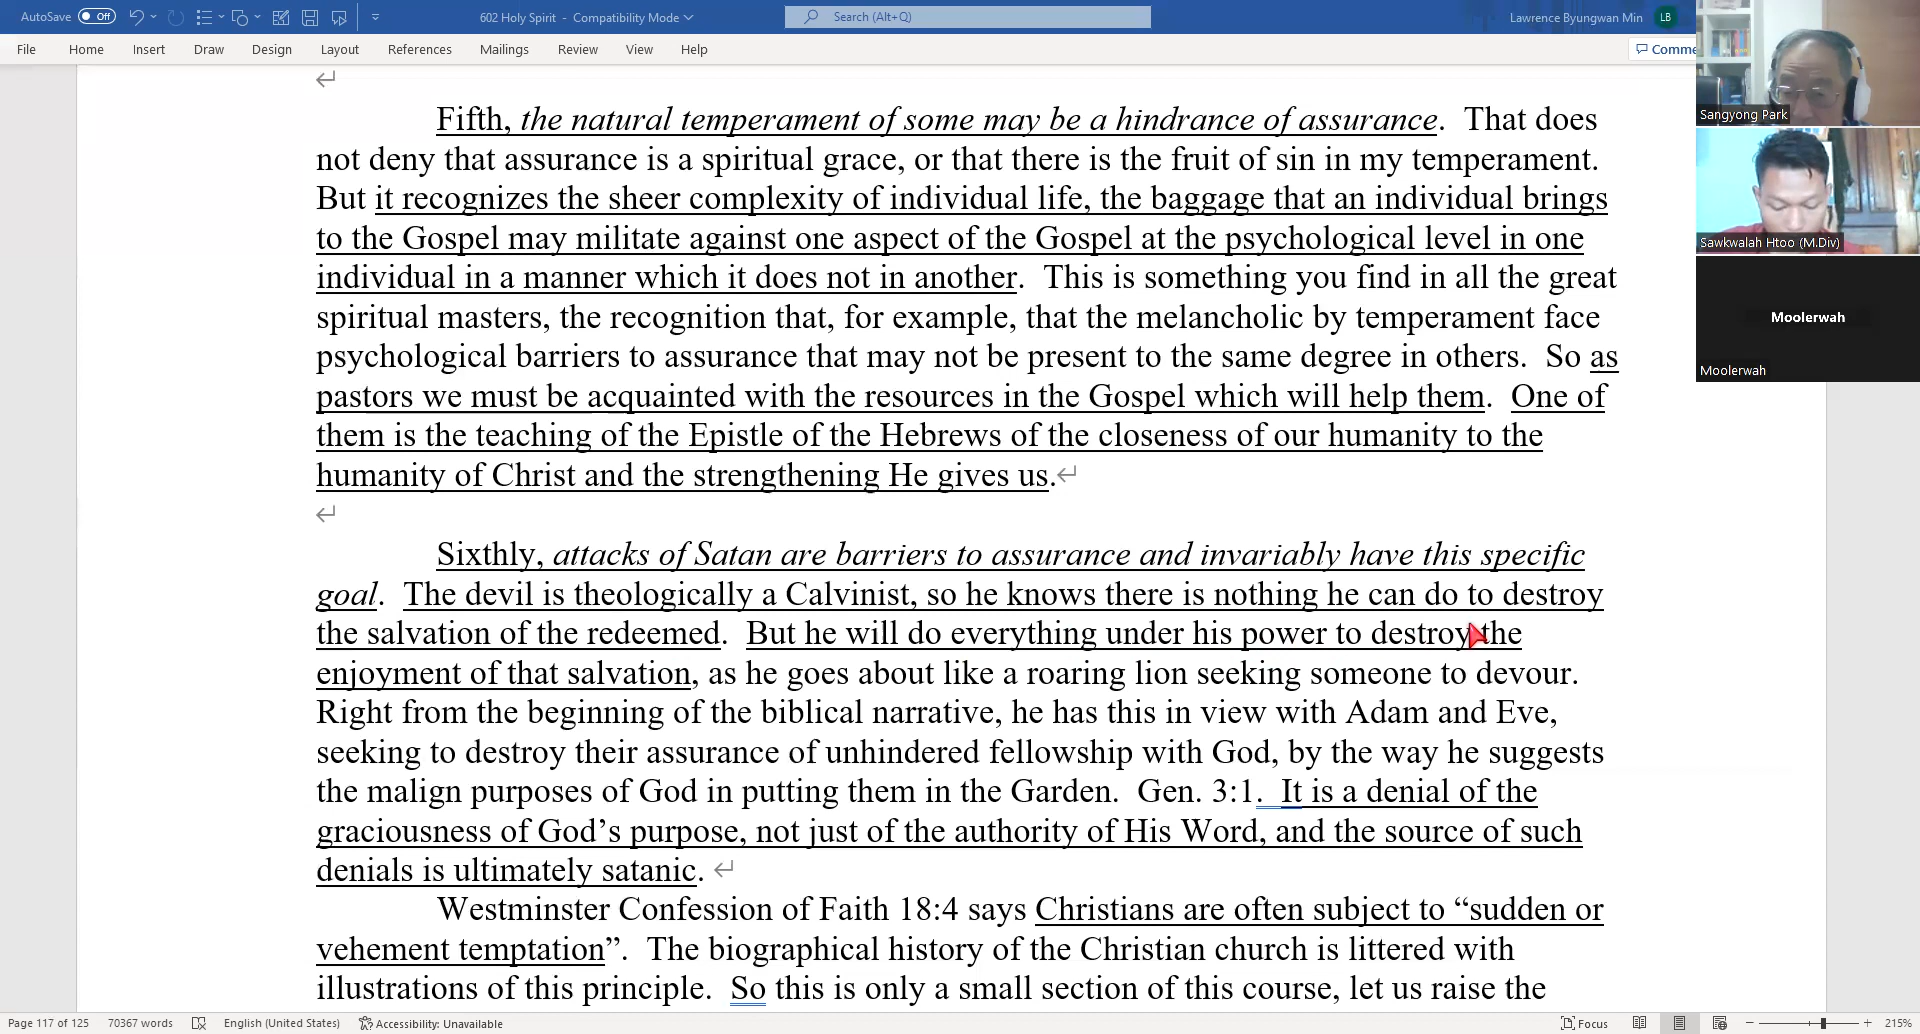 AutoSave Off 602 Holy Spirit - Compatibility Mode Search (Alt+Q) Lawrence Byungwan Min LB
File Home Insert Draw Design Layout References Mailings Review View Help Comme
Fifth, the natural temperament of some may be a hindrance of assurance. That does
not deny that assurance is a spiritual grace, or that there is the fruit of sin in my temperament.
But it recognizes the sheer complexity of individual life, the baggage that an individual brings
to the Gospel may militate against one aspect of the Gospel at the psychological level in one
individual in a manner which it does not in another. This is something you find in all the great
spiritual masters, the recognition that, for example, that the melancholic by temperament face
psychological barriers to assurance that may not be present to the same degree in others. So as
pastors we must be acquainted with the resources in the Gospel which will help them. One of
them is the teaching of the Epistle of the Hebrews of the closeness of our humanity to the
humanity of Christ and the strengthening He gives us.
Sixthly, attacks of Satan are barriers to assurance and invariably have this specific
goal. The devil is theologically a Calvinist, so he knows there is nothing he can do to destroy
the salvation of the redeemed. But he will do everything under his power to destroy the
enjoyment of that salvation, as he goes about like a roaring lion seeking someone to devour.
Right from the beginning of the biblical narrative, he has this in view with Adam and Eve,
seeking to destroy their assurance of unhindered fellowship with God, by the way he suggests
the malign purposes of God in putting them in the Garden. Gen. 3:1. It is a denial of the
graciousness of God’s purpose, not just of the authority of His Word, and the source of such
denials is ultimately satanic.
Westminster Confession of Faith 18:4 says Christians are often subject to “sudden or
vehement temptation”. The biographical history of the Christian church is littered with
illustrations of this principle. So this is only a small section of this course, let us raise the
Sangyong Park
Sawkwalah Htoo (M.Div)
Moolerwah
Moolerwah
Page 117 of 125 70367 words English (United States) Accessibility: Unavailable Focus 215%